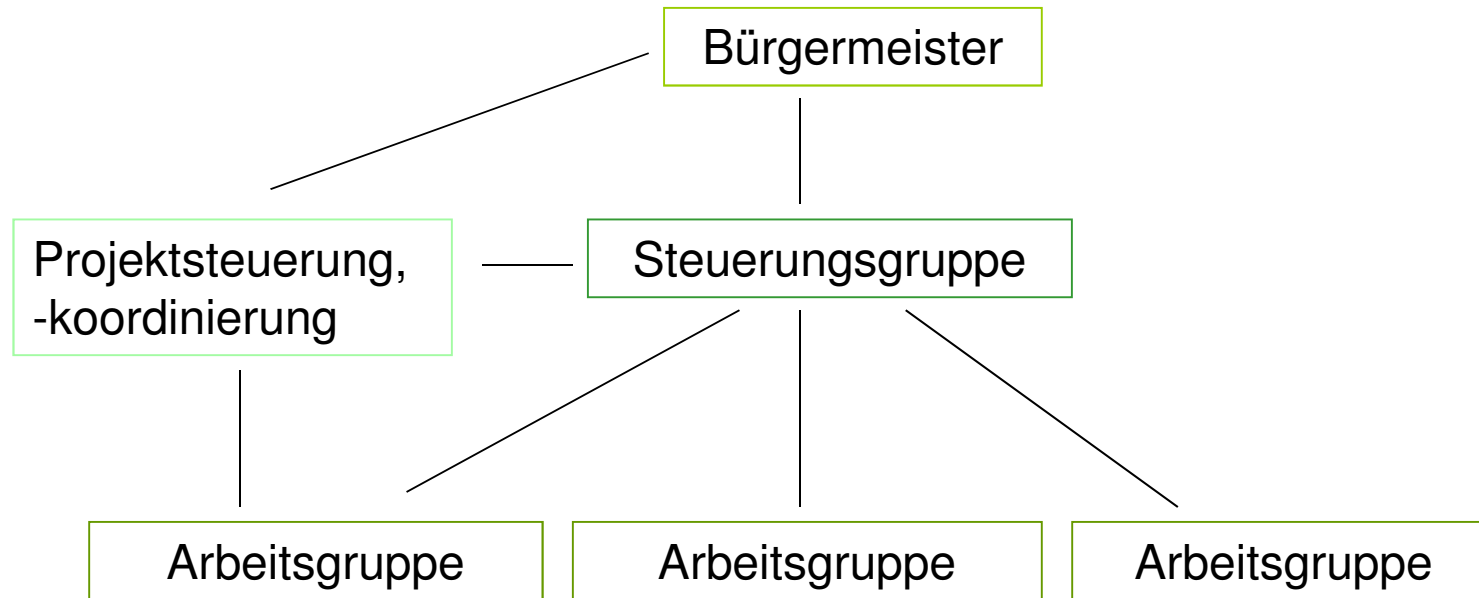 Bürgermeister
Projektsteuerung,
-koordinierung
Steuerungsgruppe
Arbeitsgruppe
Arbeitsgruppe
Arbeitsgruppe